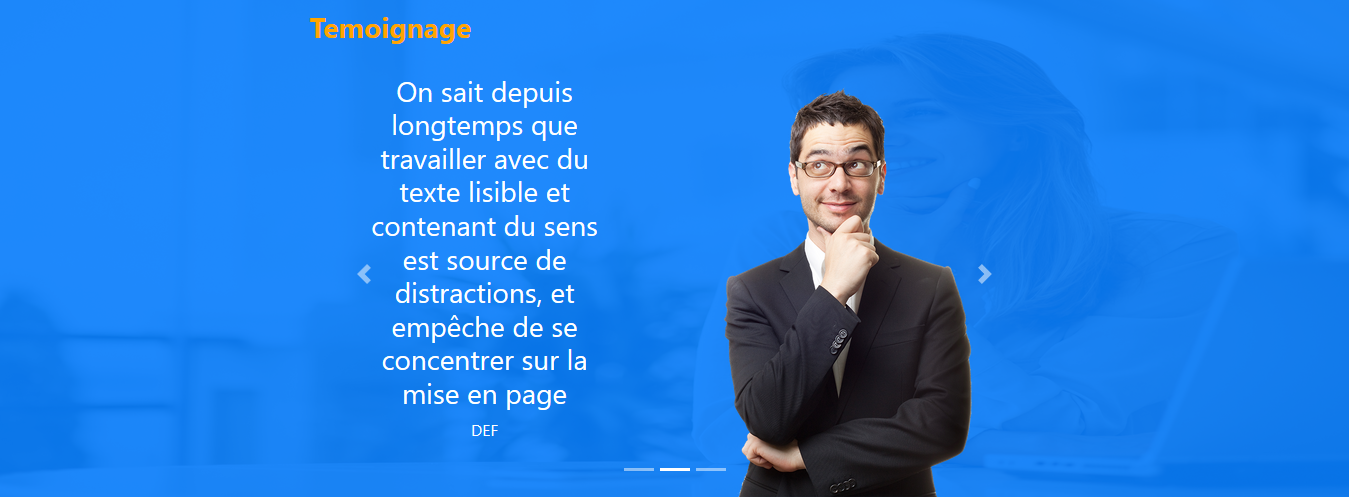 Temoignage
On sait depuis
longtemps que
travailler avec du
texte lisible et
contenant du sens
est source de
distractions, et
empêche de se
concentrer sur la
mise en page
DEF